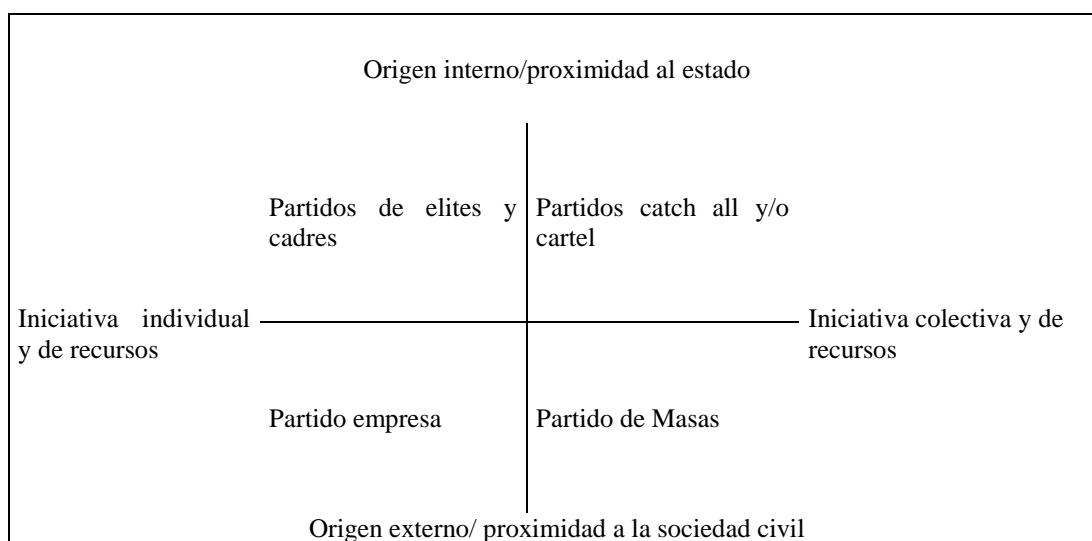 Origen interno/proximidad al estado
Partidos de elites y
cadres
Partidos catch all y/o
cartel
Iniciativa individual
y de recursos
Iniciativa colectiva y de
recursos
Partido empresa
Partido de Masas
Origen externo/ proximidad a la sociedad civil